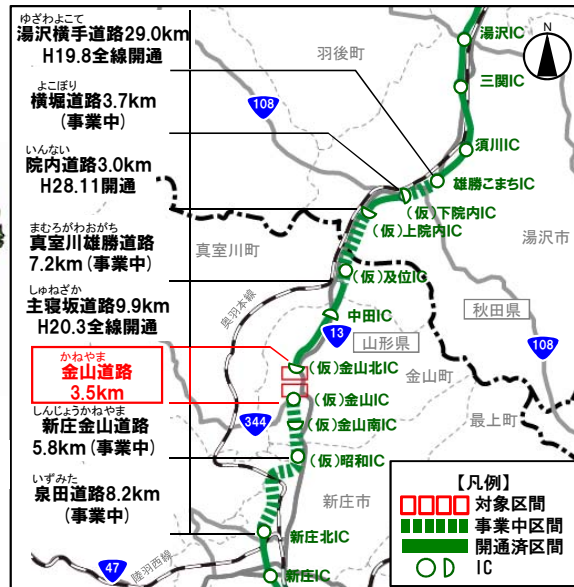 ゆざわよこて
湯沢横手道路29.0km
H19.8全線開通
よこぼり
横堀道路3.7km
(事業中)
いんない
院内道路3.0km
H28.11開通
まむろがわおがち
真室川雄勝道路
7.2km(事業中)
しゅねざか
主寝坂道路9.9km
H20.3全線開通
かねやま
金山道路
3.5km
しんじょうかねやま
新庄金山道路
5.8km(事業中)
いずみた
泉田道路8.2km
(事業中)
湯沢IC
N
羽後町
三関IC
108
須川IC
雄勝こまちIC
(仮)下院内IC
(仮)上院内IC
湯沢市
真室川町
(仮)及位IC
奥羽本線
中田IC
秋田県
13
山形県
108
(仮)金山北IC
金山町
(仮)金山IC
最上町
344
(仮)金山南IC
(仮)昭和IC
新庄市
新庄北IC
47
陸羽西線
新庄IC
【凡例】
対象区間
事業中区間
開通済区間
IC